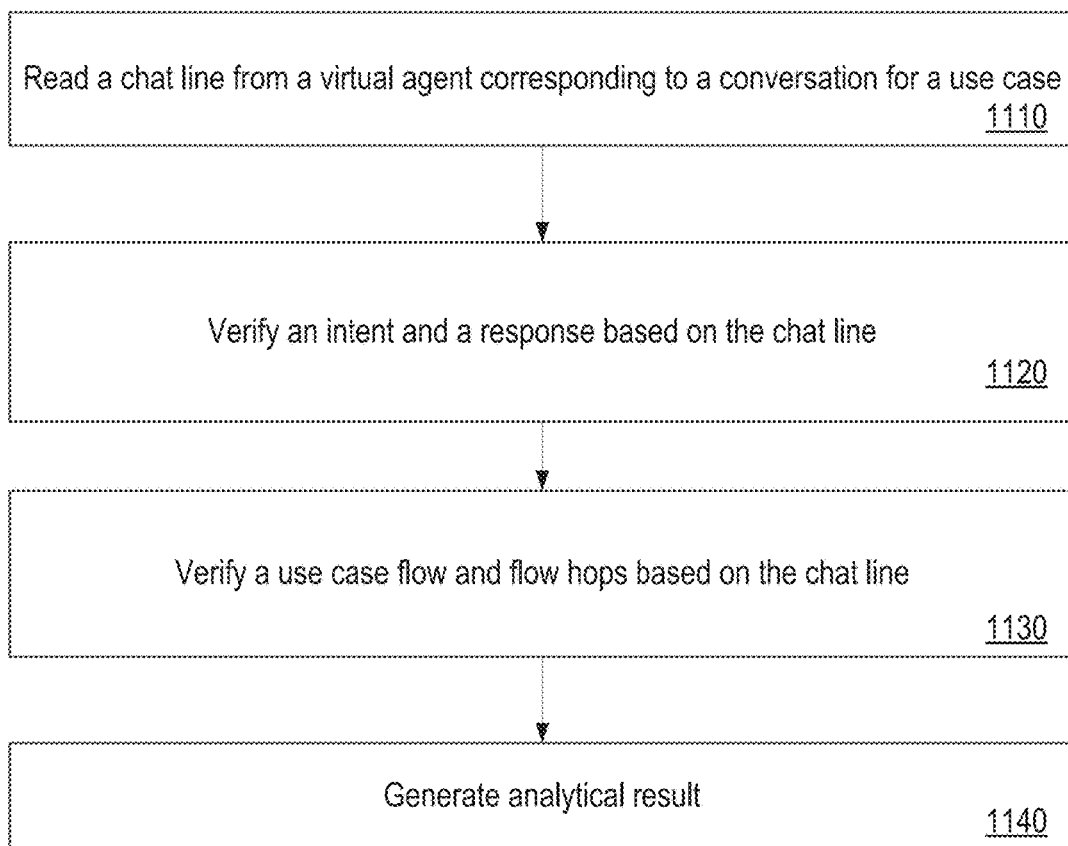 Read a chat line from a virtual agent corresponding to a conversation for a use case
1110
Verify an intent and a response based on the chat line
1120
Verify a use case flow and flow hops based on the chat line
1130
Generate analytical result
1140